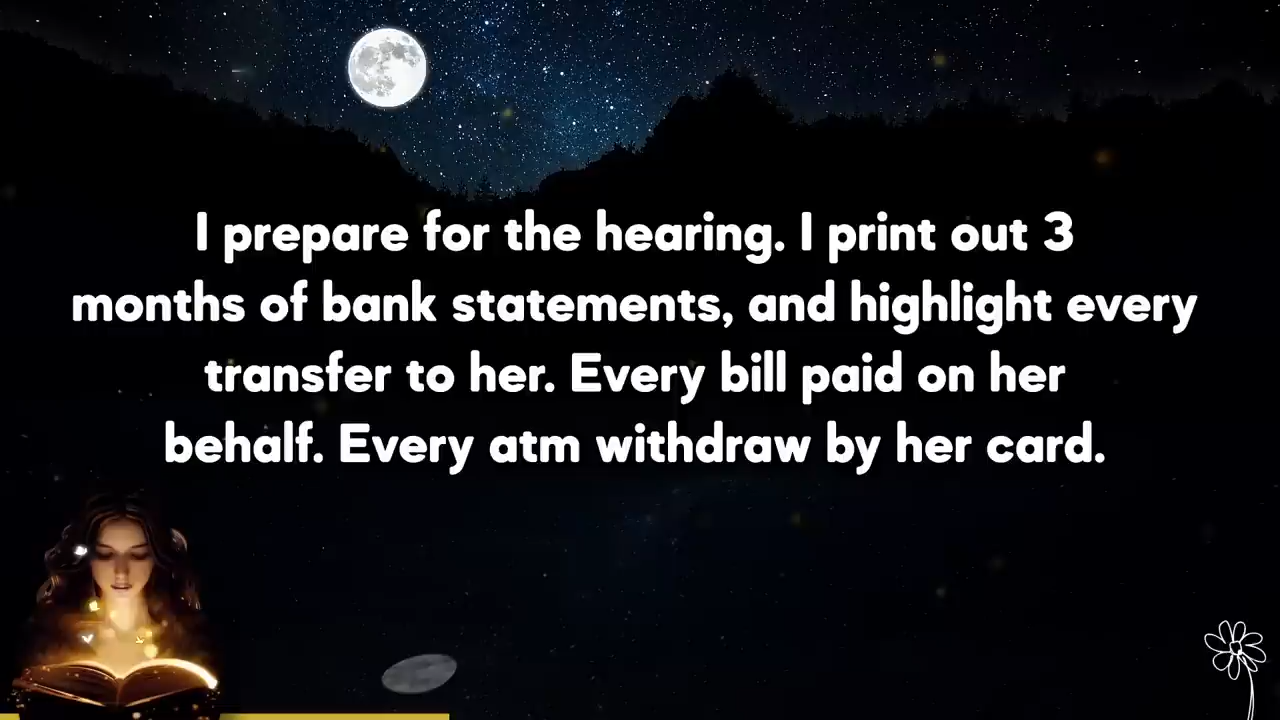 I prepare for the hearing. I print out 3
months of bank statements, and highlight every
transfer to her. Every bill paid on her
behalf. Every atm withdraw by her card.